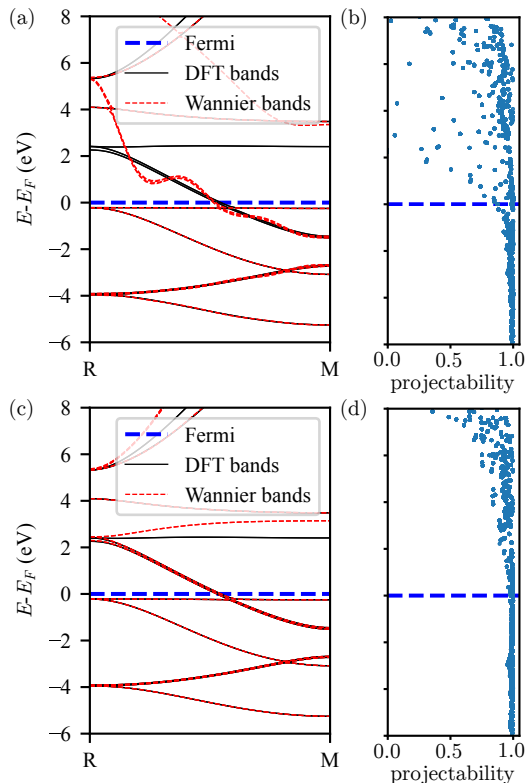 (a)
(b)
8
6
4
2
0
−2
−4
−6
E-E_F (eV)
Fermi
DFT bands
Wannier bands
R
M
0.0
0.5
1.0
projectability
(c)
(d)
8
6
4
2
0
−2
−4
−6
E-E_F (eV)
Fermi
DFT bands
Wannier bands
R
M
0.0
0.5
1.0
projectability